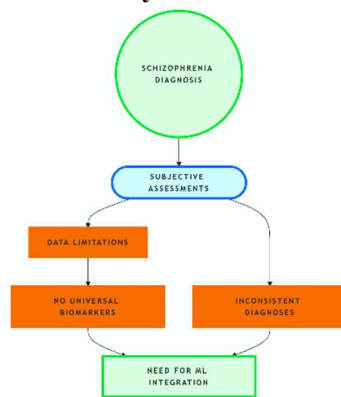 SCHIZOPHRENIA
DIAGNOSIS
SUBJECTIVE
ASSESSMENTS
DATA LIMITATIONS
NO UNIVERSAL
BIOMARKERS
INCONSISTENT
DIAGNOSES
NEED FOR ML
INTEGRATION